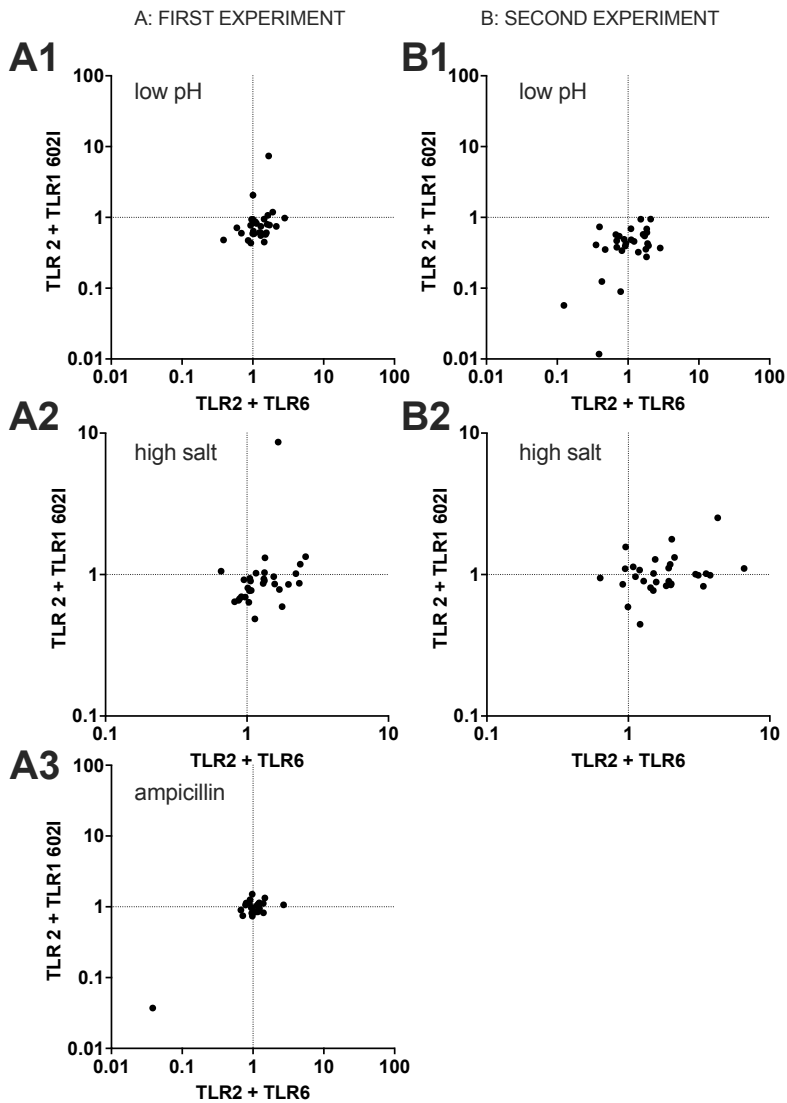 A: FIRST EXPERIMENT
B: SECOND EXPERIMENT
A1
low pH
TLR 2 + TLR1 602I
100
10
1
0.1
0.01
0.01 0.1 1 10 100
TLR2 + TLR6
B1
low pH
TLR 2 + TLR1 602I
100
10
1
0.1
0.01
0.01 0.1 1 10 100
TLR2 + TLR6
A2
high salt
TLR 2 + TLR1 602I
10
1
0.1
0.1 1 10
TLR2 + TLR6
B2
high salt
TLR 2 + TLR1 602I
10
1
0.1
0.1 1 10
TLR2 + TLR6
A3
ampicillin
TLR 2 + TLR1 602I
100
10
1
0.1
0.01
0.01 0.1 1 10 100
TLR2 + TLR6